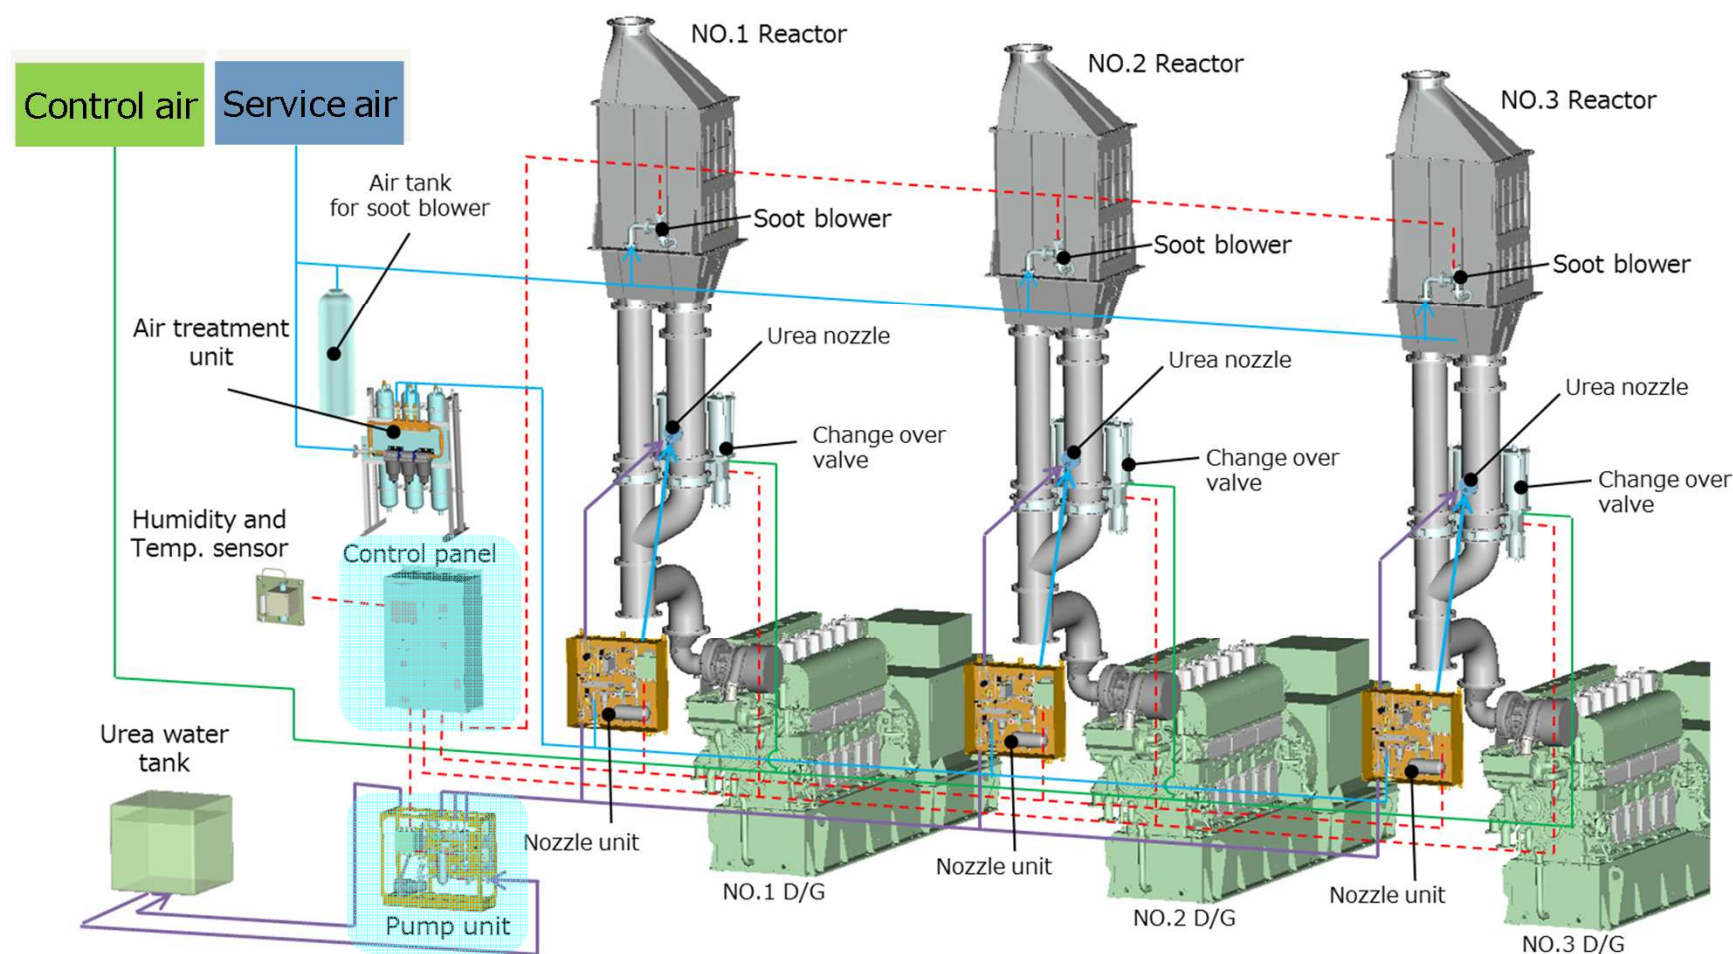 NO.1 Reactor
NO.2 Reactor
NO.3 Reactor
Control air
Service air
Air tank
for soot blower
Soot blower
Soot blower
Soot blower
Air treatment
unit
Urea nozzle
Urea nozzle
Urea nozzle
Change over
valve
Change over
valve
Change over
valve
Humidity and
Temp. sensor
Control panel
Urea water
tank
Nozzle unit
Nozzle unit
Nozzle unit
Pump unit
NO.1 D/G
NO.2 D/G
NO.3 D/G